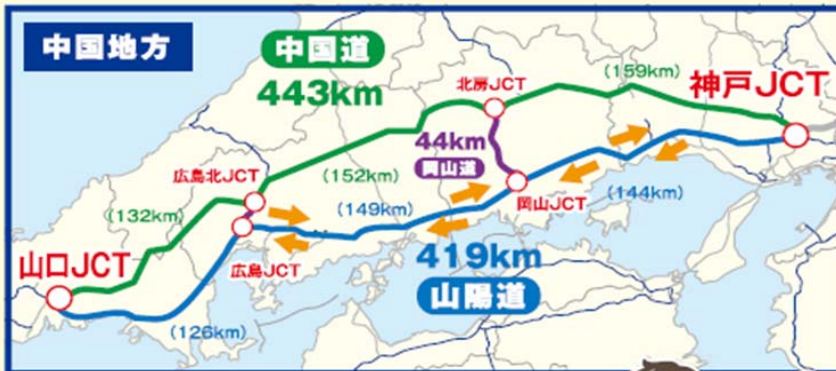 中国地方
中国道
443km
北房JCT
(159km)
神戸JCT
44km
岡山道
広島北JCT
(152km)
岡山JCT
(144km)
(132km)
(149km)
山口JCT
広島JCT
419km
山陽道
(126km)